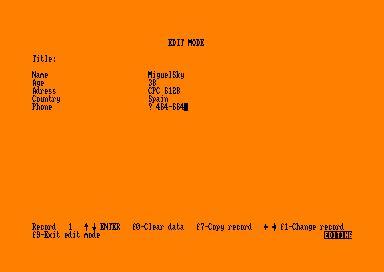 EDIT MODE
Title:
Name MiguelSky
Age 38
Adress CPC 6128
Country Spain
Phone ? 464-664
Record 1 ↑ ↓ ENTER f0-Clear data f7-Copy record ← → f1-Change record
f9-Exit edit mode EDITING